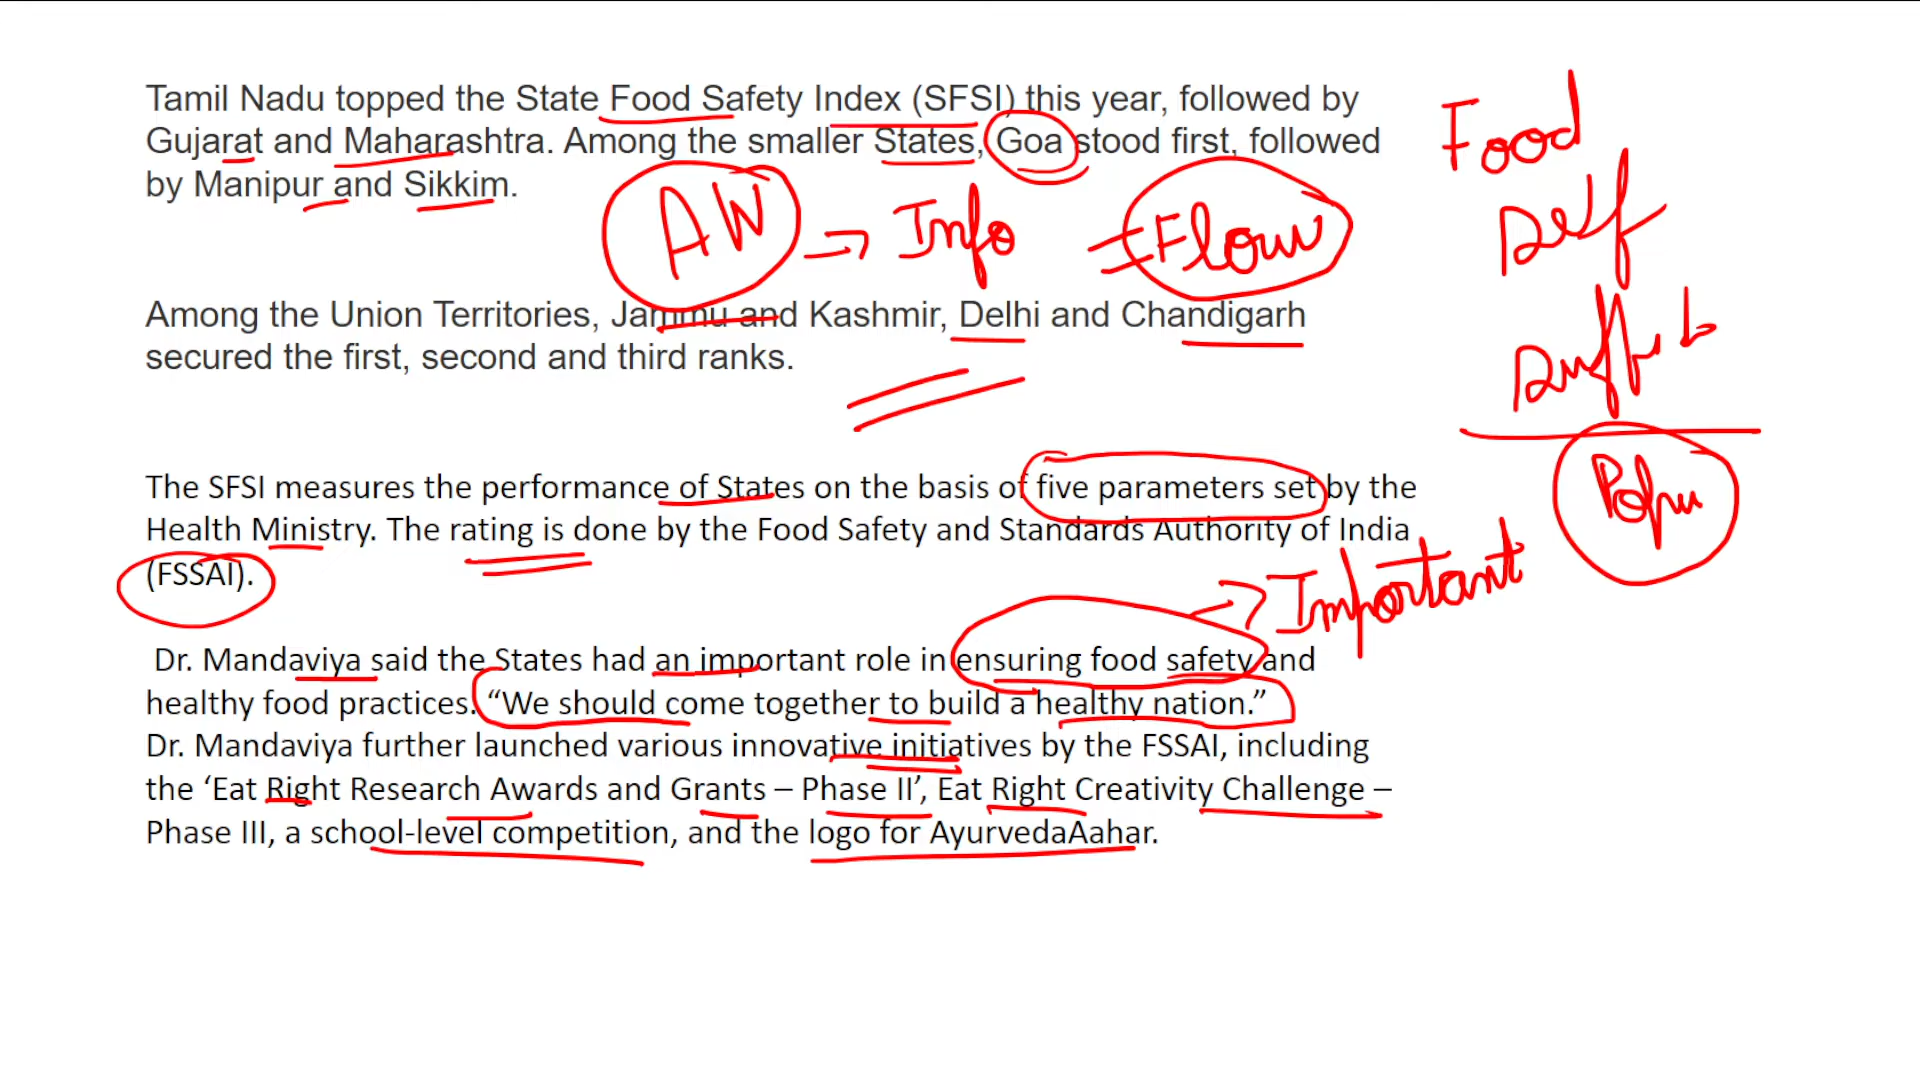 Tamil Nadu topped the State Food Safety Index (SFSI) this year, followed by
Gujarat and Maharashtra. Among the smaller States, Goa stood first, followed
by Manipur and Sikkim.
AW → Info = Flow
Food
Among the Union Territories, Jammu and Kashmir, Delhi and Chandigarh
secured the first, second and third ranks.
The SFSI measures the performance of States on the basis of five parameters set by the
Health Ministry. The rating is done by the Food Safety and Standards Authority of India
(FSSAI).
→ Important
Dr. Mandaviya said the States had an important role in ensuring food safety and
healthy food practices. “We should come together to build a healthy nation.”
Dr. Mandaviya further launched various innovative initiatives by the FSSAI, including
the ‘Eat Right Research Awards and Grants – Phase II’, Eat Right Creativity Challenge –
Phase III, a school-level competition, and the logo for AyurvedaAahar.